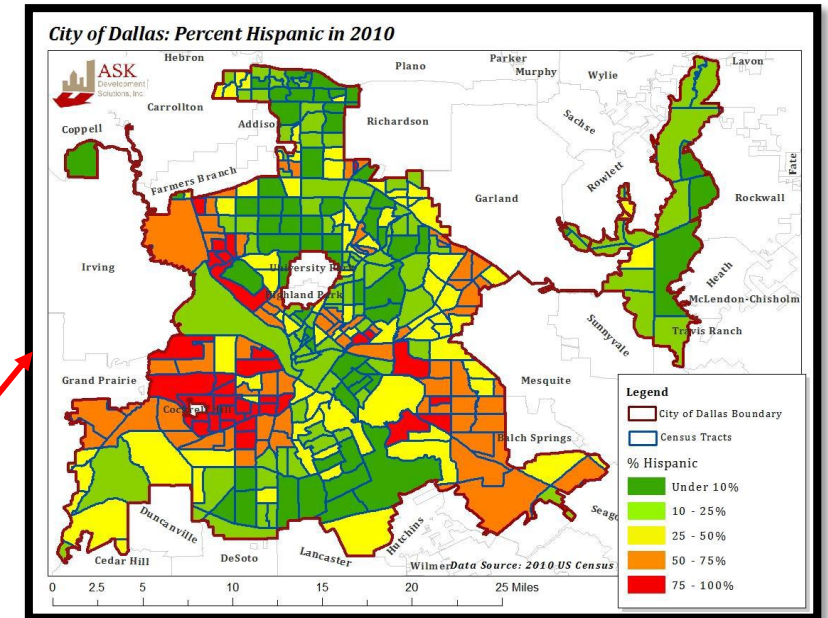 City of Dallas: Percent Hispanic in 2010
ASK
Development
Solutions, Inc
Hebron
Plano
Parker
Murphy
Wylie
Lavon
Carrollton
Addiso
Richardson
Sachse
Coppell
Farmers Branch
Rowlett
Fate
Garland
Rockwall
Irving
University Park
Highland Park
Heath
McLendon-Chisholm
Sunnyvale
Travis Ranch
Grand Prairie
Cockrell Hill
Mesquite
Balch Springs
Duncanville
Cedar Hill
DeSoto
Lancaster
Hutchins
Wilmer
Seago
Data Source: 2010 US Census
Legend
City of Dallas Boundary
Census Tracts
% Hispanic
Under 10%
10 - 25%
25 - 50%
50 - 75%
75 - 100%
0 2.5 5 10 15 20 25 Miles